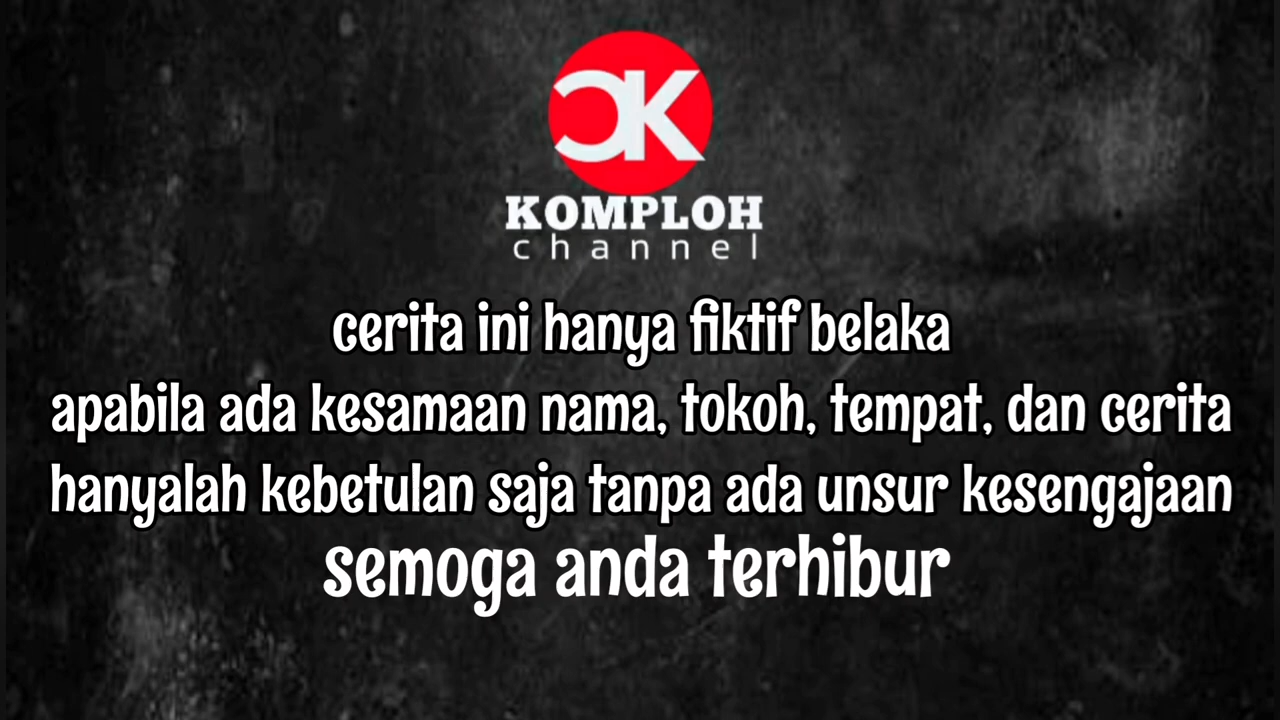 CK
KOMPLOH
channel
cerita ini hanya fiktif belaka
apabila ada kesamaan nama, tokoh, tempat, dan cerita
hanyalah kebetulan saja tanpa ada unsur kesengajaan
semoga anda terhibur